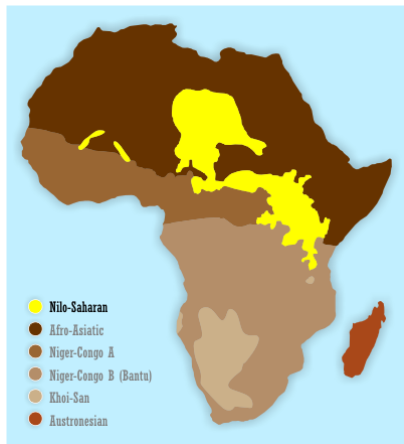 Nilo-Saharan
Afro-Asiatic
Niger-Congo A
Niger-Congo B (Bantu)
Khoi-San
Austronesian